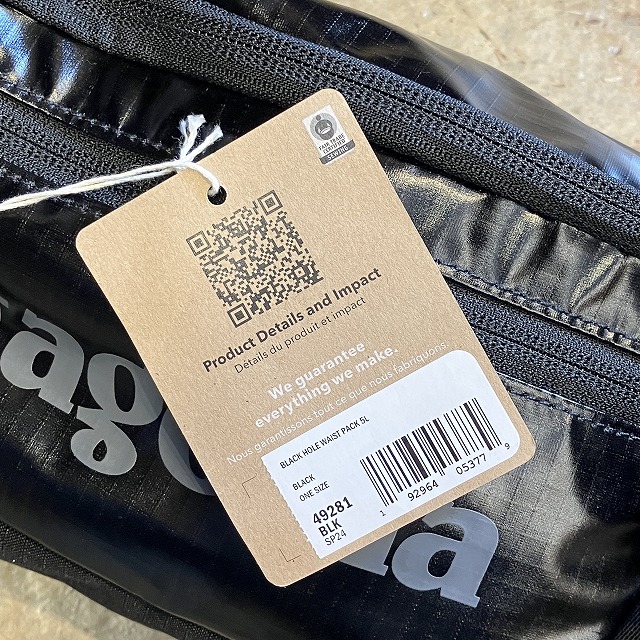 FAIR TRADE
CERTIFIED
SEWING
Product Details and Impact
Détails du produit et impact
We guarantee
everything we make.
Nous garantissons tout ce que nous fabriquons.
BLACK HOLE WAIST PACK 5L
BLACK
ONE SIZE
49281
BLK
SP24
1 92964 05377 9
ago
ia